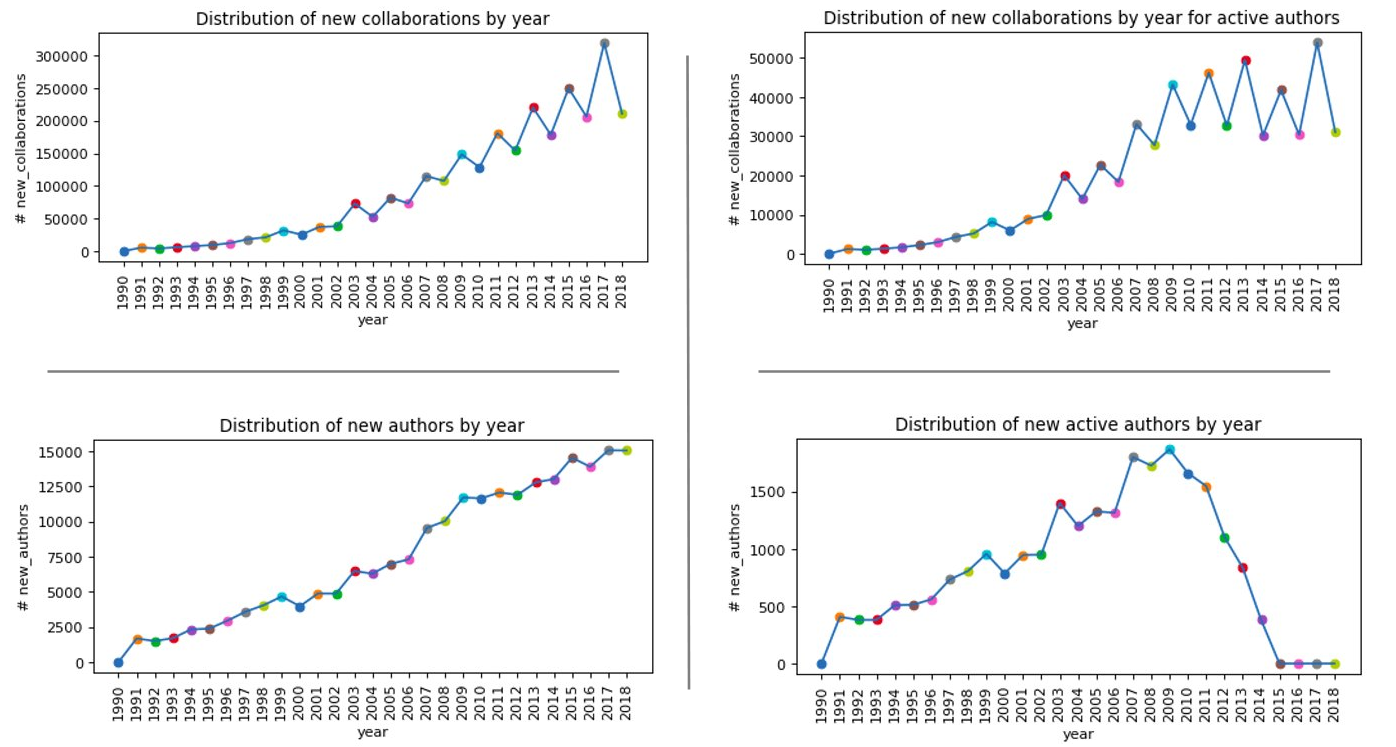 Distribution of new collaborations by year
# new_collaborations
300000
250000
200000
150000
100000
50000
0
1990 1991 1992 1993 1994 1995 1996 1997 1998 1999 2000 2001 2002 2003 2004 2005 2006 2007 2008 2009 2010 2011 2012 2013 2014 2015 2016 2017 2018
year
Distribution of new collaborations by year for active authors
# new_collaborations
50000
40000
30000
20000
10000
0
1990 1991 1992 1993 1994 1995 1996 1997 1998 1999 2000 2001 2002 2003 2004 2005 2006 2007 2008 2009 2010 2011 2012 2013 2014 2015 2016 2017 2018
year
Distribution of new authors by year
# new_authors
15000
12500
10000
7500
5000
2500
0
1990 1991 1992 1993 1994 1995 1996 1997 1998 1999 2000 2001 2002 2003 2004 2005 2006 2007 2008 2009 2010 2011 2012 2013 2014 2015 2016 2017 2018
year
Distribution of new active authors by year
# new_authors
1500
1000
500
0
1990 1991 1992 1993 1994 1995 1996 1997 1998 1999 2000 2001 2002 2003 2004 2005 2006 2007 2008 2009 2010 2011 2012 2013 2014 2015 2016 2017 2018
year